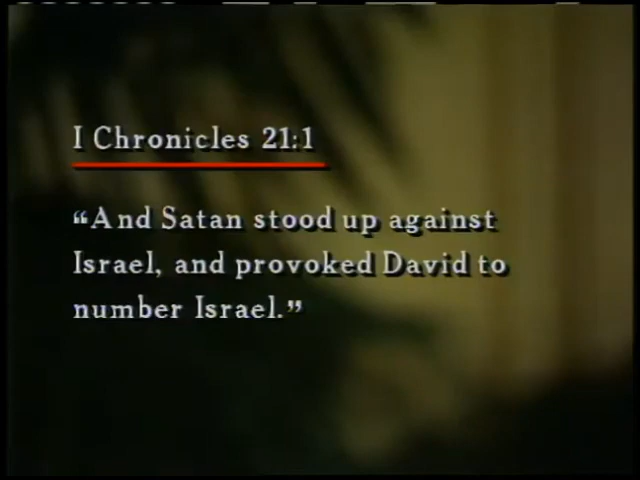 I Chronicles 21:1
“And Satan stood up against
Israel, and provoked David to
number Israel.”